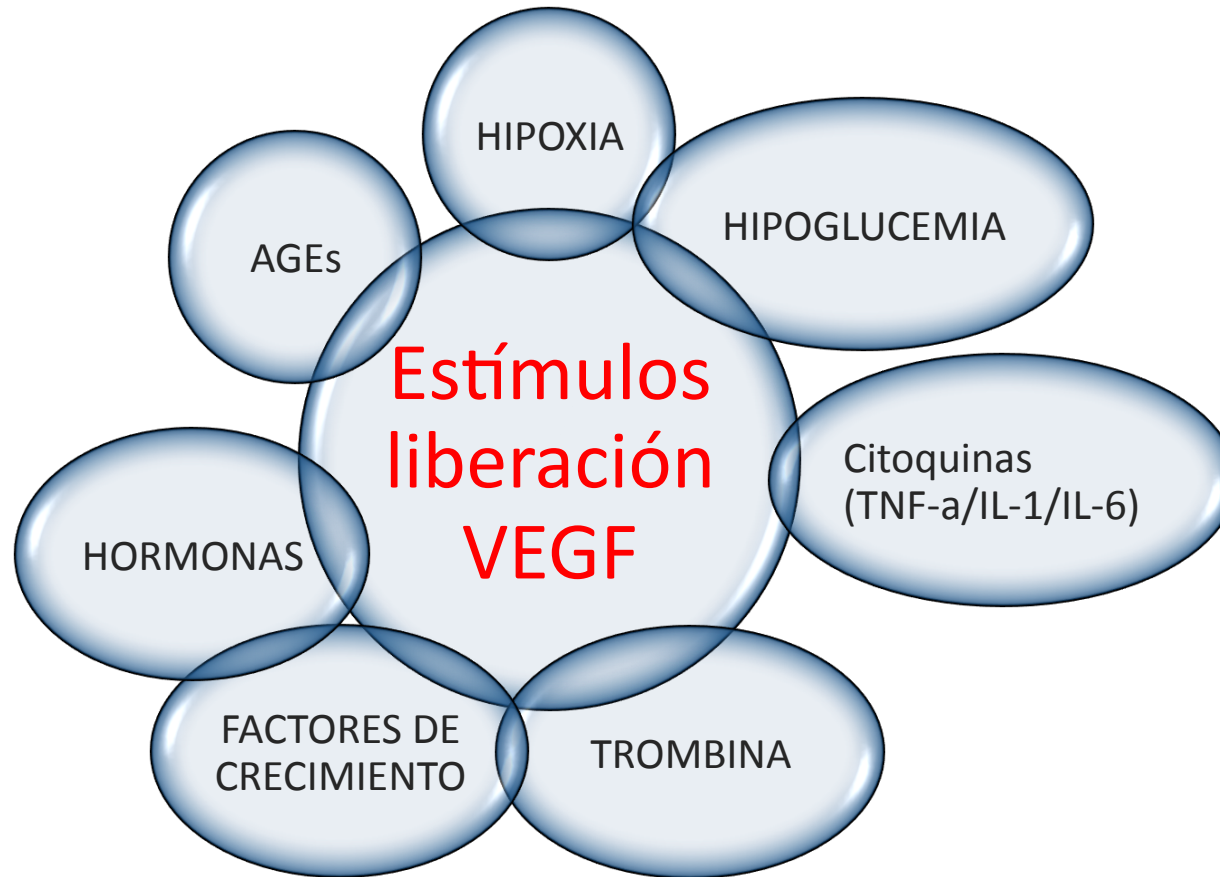 Estímulos
liberación
VEGF
HIPOXIA
HIPOGLUCEMIA
Citoquinas
(TNF-a/IL-1/IL-6)
TROMBINA
FACTORES DE
CRECIMIENTO
HORMONAS
AGEs